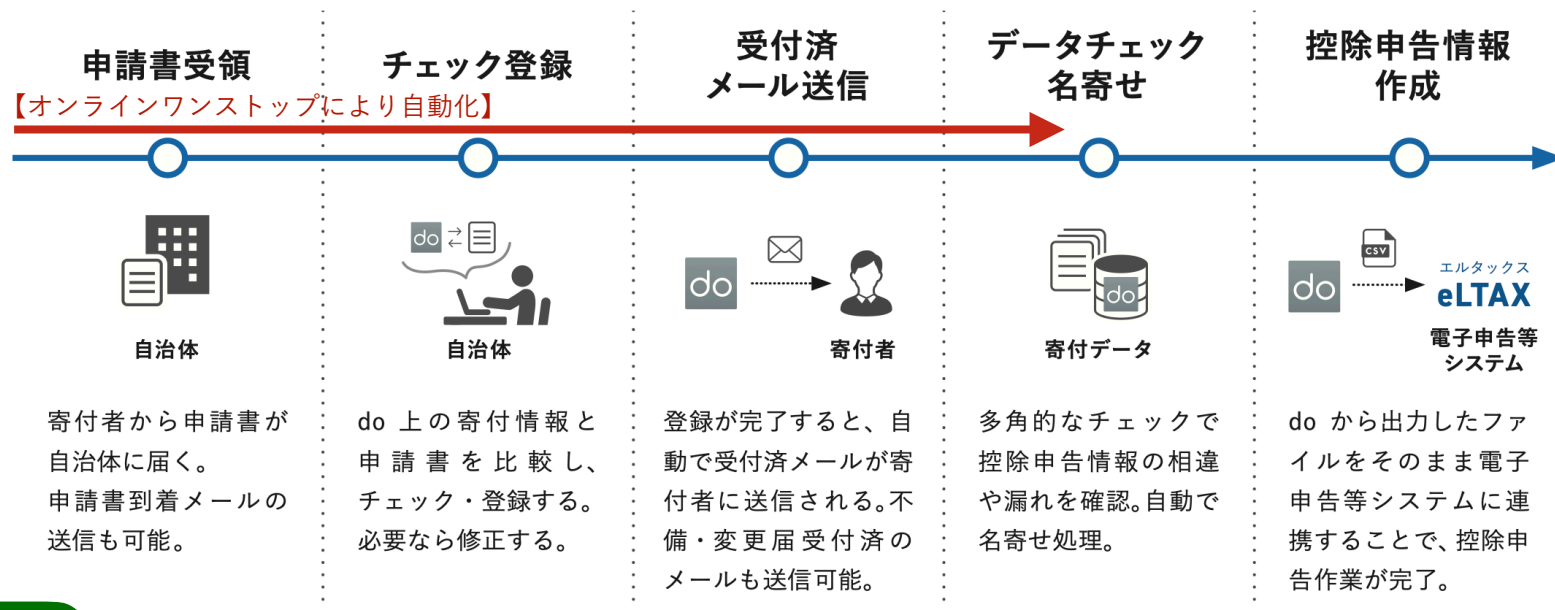 申請書受領
【オンラインワンストップにより自動化】
自治体
寄付者から申請書が
自治体に届く。
申請書到着メールの
送信も可能。
チェック登録
do
自治体
do 上の寄付情報と
申請書を比較し、
チェック・登録する。
必要なら修正する。
受付済
メール送信
do
寄付者
登録が完了すると、自
動で受付済メールが寄
付者に送信される。不
備・変更届受付済の
メールも送信可能。
データチェック
名寄せ
do
寄付データ
多角的なチェックで
控除申告情報の相違
や漏れを確認。自動で
名寄せ処理。
控除申告情報
作成
CSV
do
エルタックス
eLTAX
電子申告等
システム
do から出力したファ
イルをそのまま電子
申告等システムに連
携することで、控除申
告作業が完了。